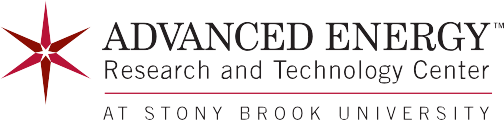 ADVANCED ENERGY™
Research and Technology Center
AT STONY BROOK UNIVERSITY